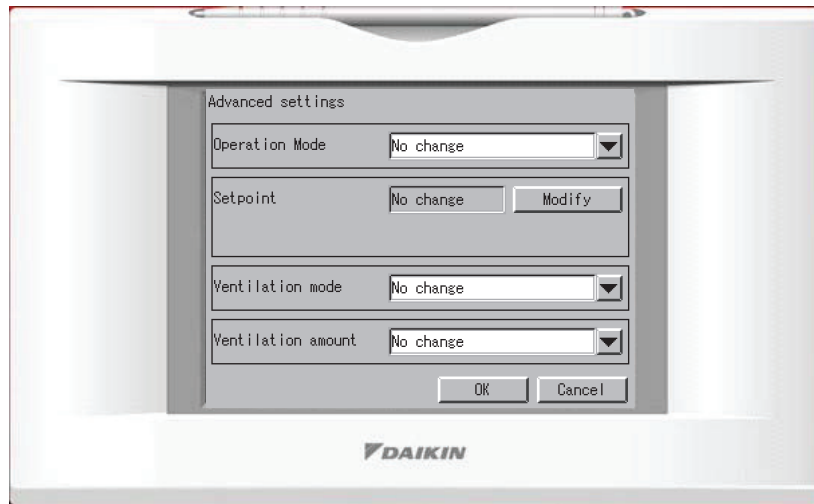 Advanced settings
Operation Mode No change
Setpoint No change Modify
Ventilation mode No change
Ventilation amount No change
OK Cancel
DAIKIN